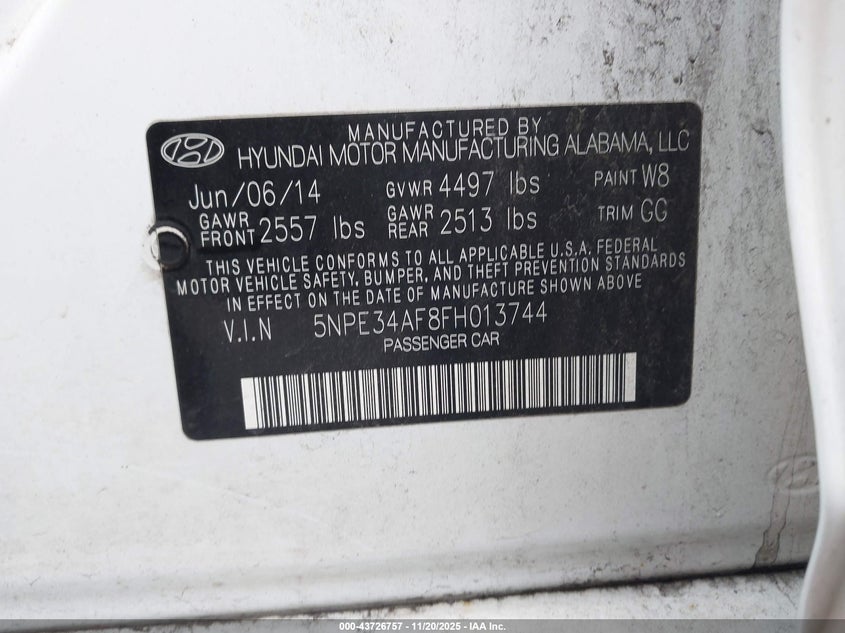 MANUFACTURED BY
HYUNDAI MOTOR MANUFACTURING ALABAMA, LLC
Jun/06/14 GVWR 4497 lbs PAINT W8
GAWR FRONT 2557 lbs GAWR REAR 2513 lbs TRIM GG
THIS VEHICLE CONFORMS TO ALL APPLICABLE U.S.A. FEDERAL
MOTOR VEHICLE SAFETY, BUMPER, AND THEFT PREVENTION STANDARDS
IN EFFECT ON THE DATE OF MANUFACTURE SHOWN ABOVE
V.I.N 5NPE34AF8FH013744
PASSENGER CAR
000-43726757 - 11/20/2025 - IAA Inc.